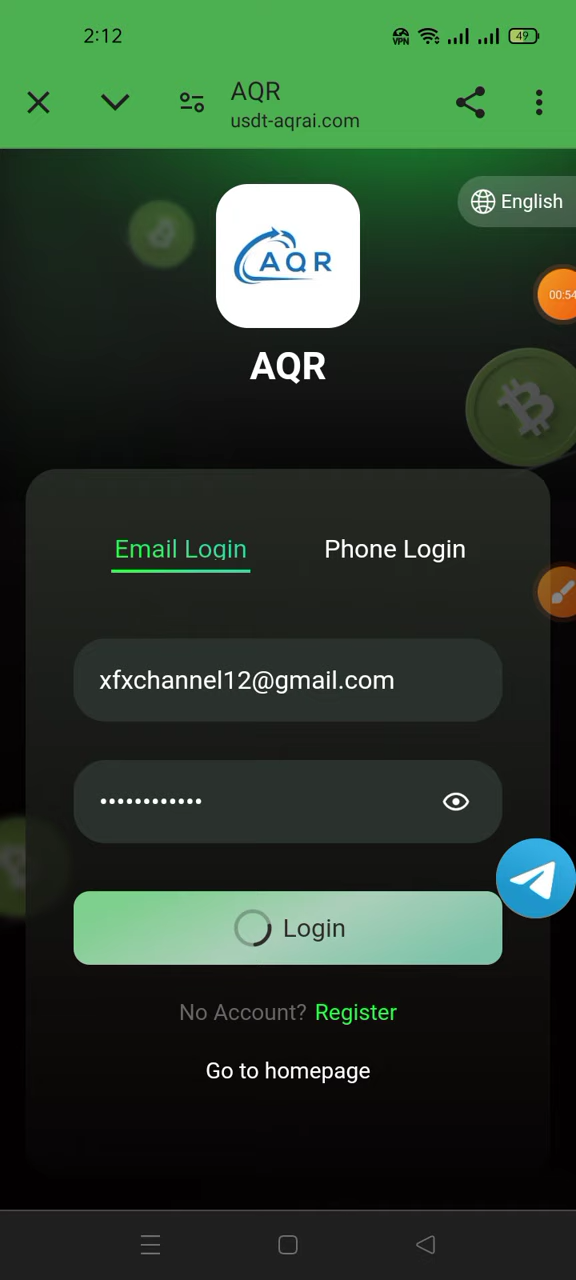 2:12
VPN
49
AQR
usdt-aqrai.com
English
AQR
00:54
AQR
Email Login
Phone Login
xfxchannel12@gmail.com
••••••••••••
Login
No Account? Register
Go to homepage